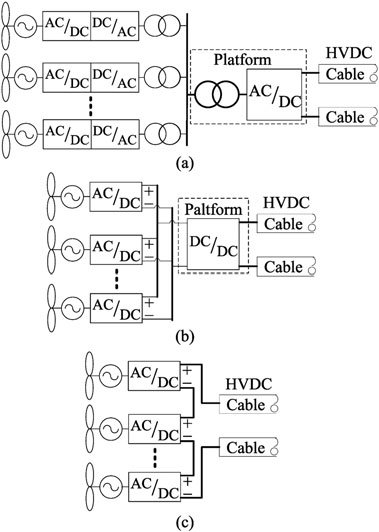 AC/DC DC/AC
Platform
HVDC
Cable
AC/DC DC/AC
AC/DC
Cable
AC/DC DC/AC
(a)
AC/DC + −
Paltform
HVDC
Cable
AC/DC + −
DC/DC
Cable
AC/DC + −
(b)
AC/DC + −
HVDC
Cable
AC/DC + −
Cable
AC/DC + −
(c)